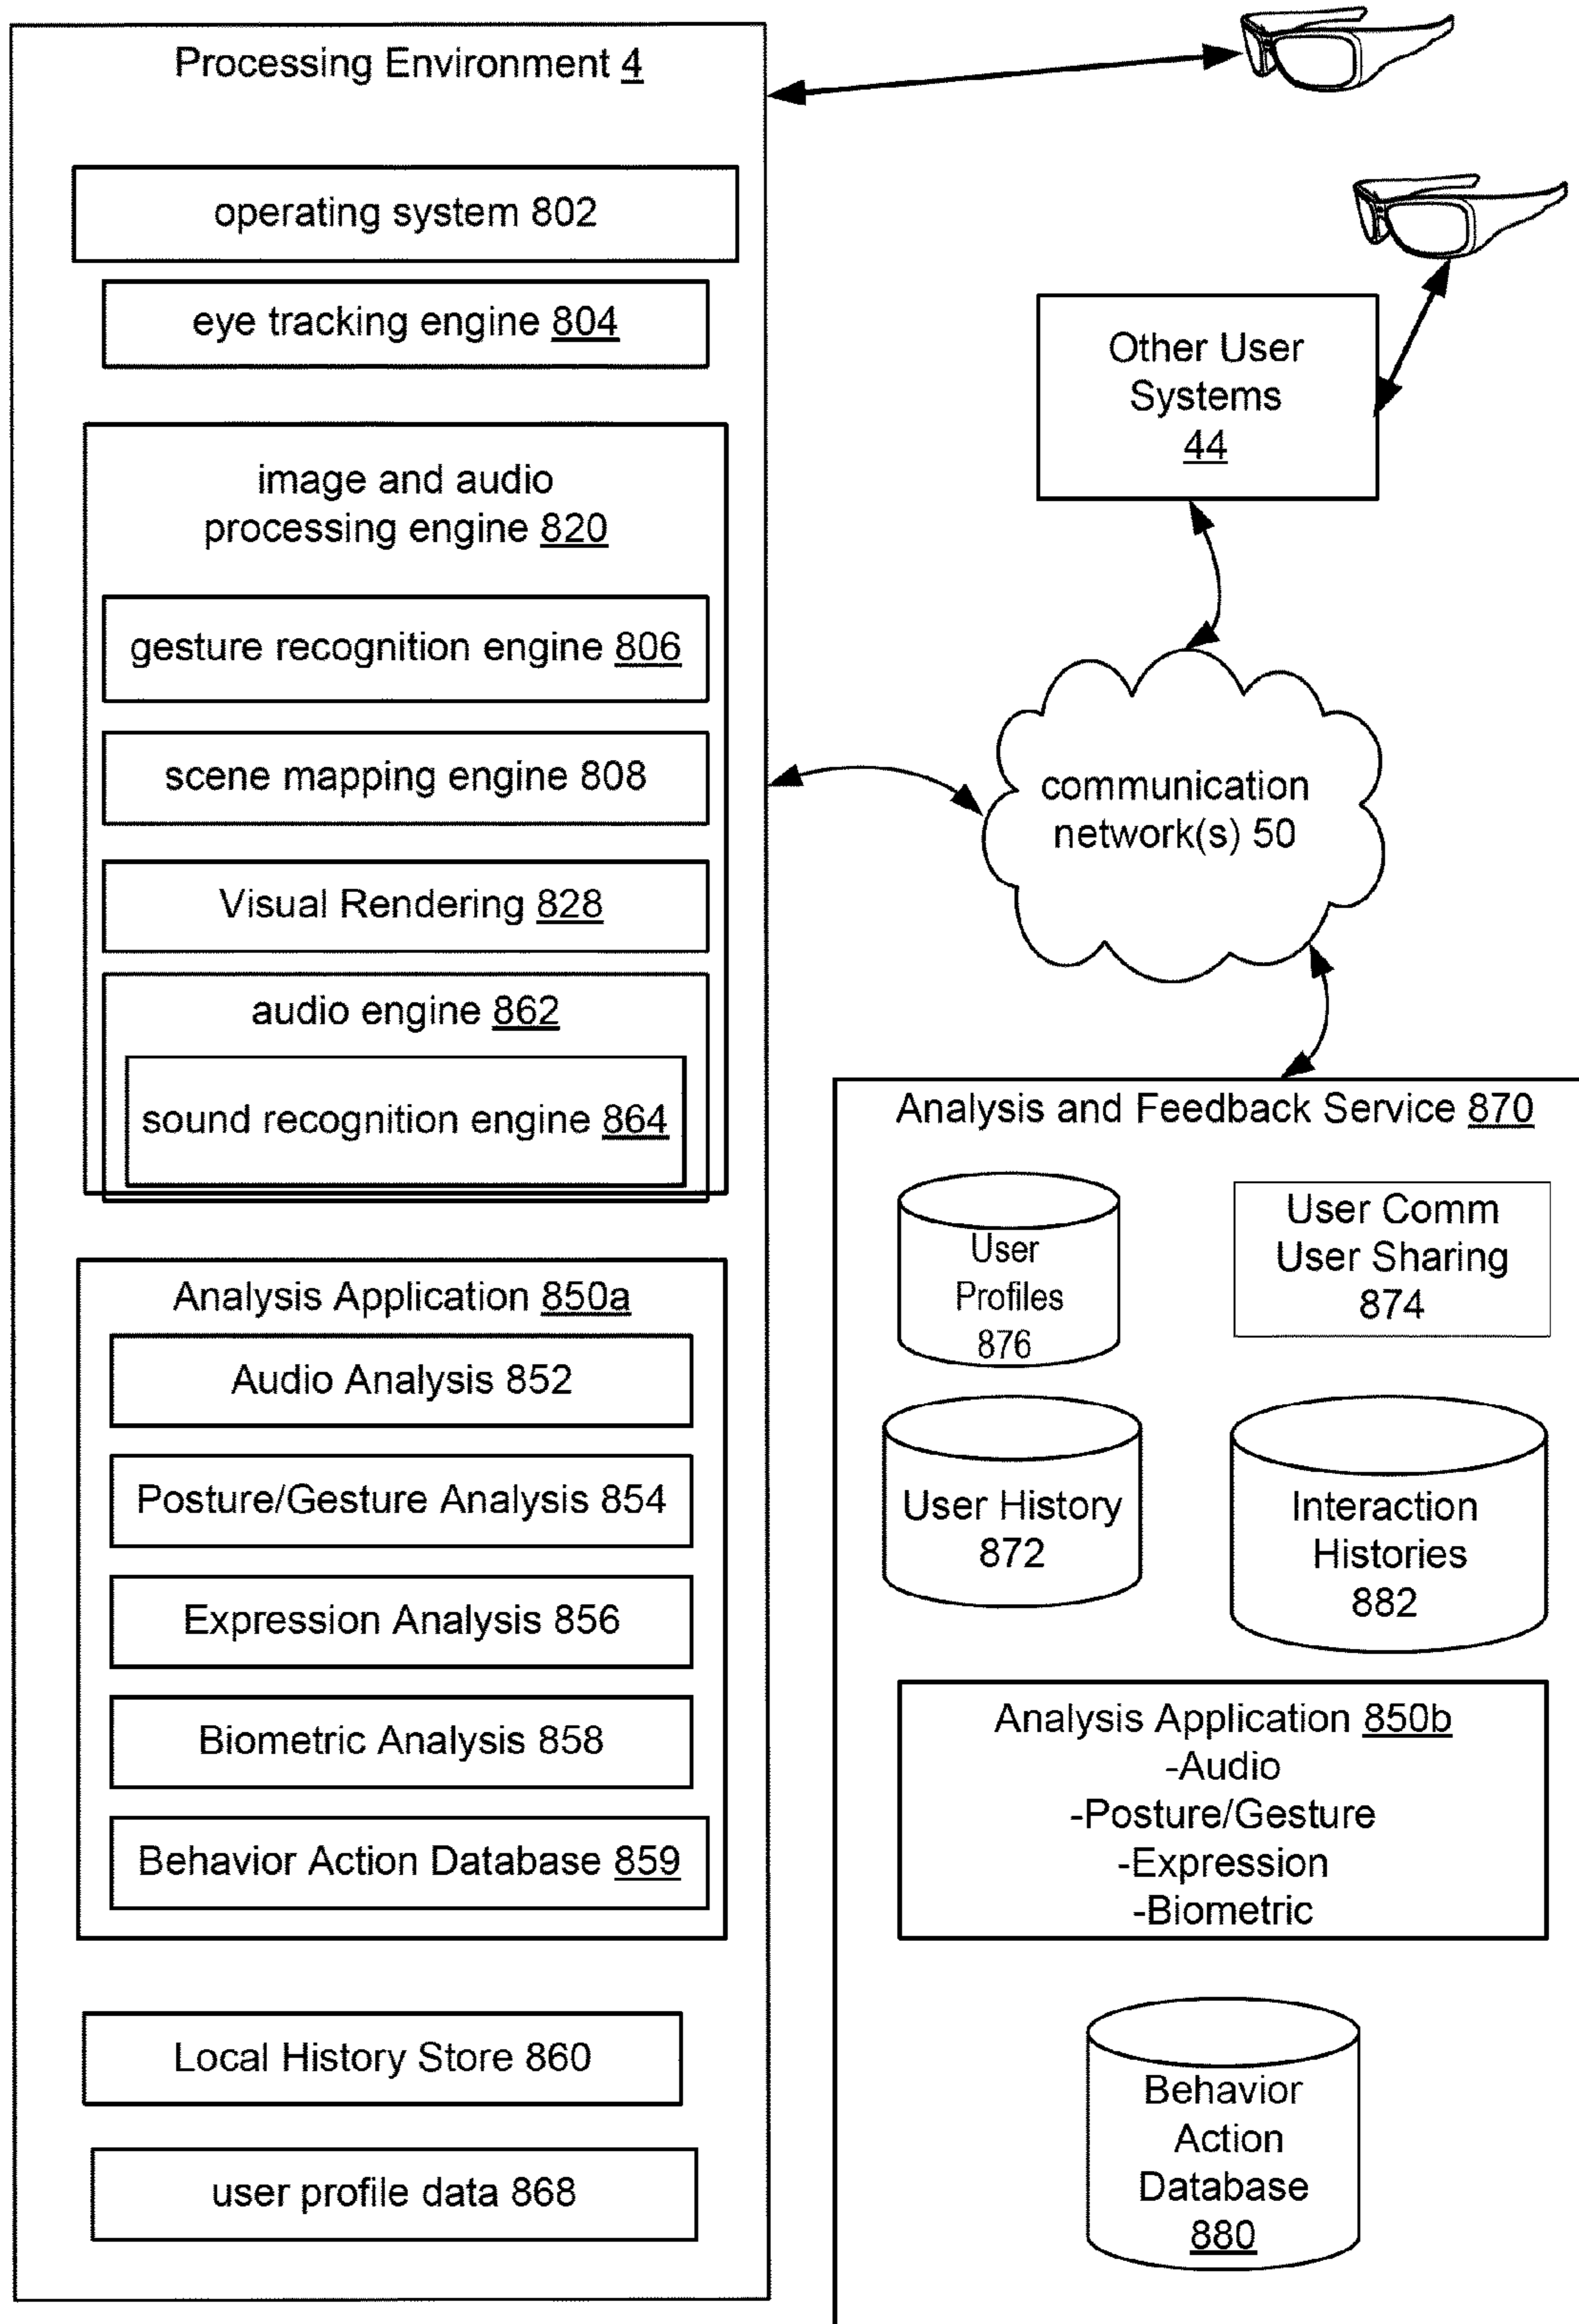 Processing Environment 4
operating system 802
eye tracking engine 804
image and audio
processing engine 820
gesture recognition engine 806
scene mapping engine 808
Visual Rendering 828
audio engine 862
sound recognition engine 864
Analysis Application 850a
Audio Analysis 852
Posture/Gesture Analysis 854
Expression Analysis 856
Biometric Analysis 858
Behavior Action Database 859
Local History Store 860
user profile data 868
Other User
Systems
44
communication
network(s) 50
Analysis and Feedback Service 870
User
Profiles
876
User Comm
User Sharing
874
User History
872
Interaction
Histories
882
Analysis Application 850b
-Audio
-Posture/Gesture
-Expression
-Biometric
Behavior
Action
Database
880